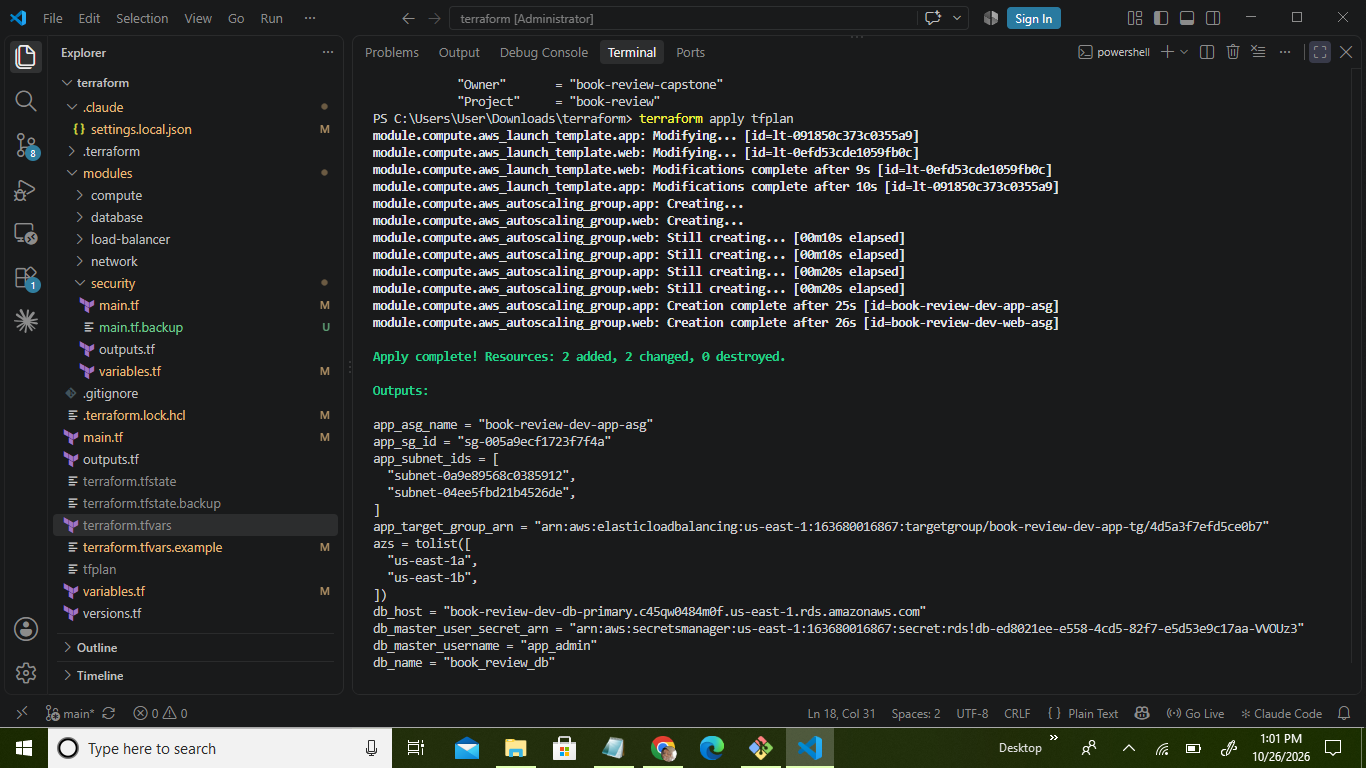 File Edit Selection View Go Run ···
terraform [Administrator]
Sign In
Explorer
terraform
.claude
{} settings.local.json M
.terraform
modules
compute
database
load-balancer
network
security
main.tf M
main.tf.backup U
outputs.tf
variables.tf M
.gitignore
.terraform.lock.hcl M
main.tf M
outputs.tf
terraform.tfstate
terraform.tfstate.backup
terraform.tfvars
terraform.tfvars.example M
tfplan
variables.tf M
versions.tf
Outline
Timeline
8
1
Problems Output Debug Console Terminal Ports
powershell
"Owner" = "book-review-capstone"
"Project" = "book-review"
PS C:\Users\User\Downloads\terraform> terraform apply tfplan
module.compute.aws_launch_template.app: Modifying... [id=lt-091850c373c0355a9]
module.compute.aws_launch_template.web: Modifying... [id=lt-0efd53cde1059fb0c]
module.compute.aws_launch_template.web: Modifications complete after 9s [id=lt-0efd53cde1059fb0c]
module.compute.aws_launch_template.app: Modifications complete after 10s [id=lt-091850c373c0355a9]
module.compute.aws_autoscaling_group.app: Creating...
module.compute.aws_autoscaling_group.web: Creating...
module.compute.aws_autoscaling_group.web: Still creating... [00m10s elapsed]
module.compute.aws_autoscaling_group.app: Still creating... [00m10s elapsed]
module.compute.aws_autoscaling_group.app: Still creating... [00m20s elapsed]
module.compute.aws_autoscaling_group.web: Still creating... [00m20s elapsed]
module.compute.aws_autoscaling_group.app: Creation complete after 25s [id=book-review-dev-app-asg]
module.compute.aws_autoscaling_group.web: Creation complete after 26s [id=book-review-dev-web-asg]
Apply complete! Resources: 2 added, 2 changed, 0 destroyed.
Outputs:
app_asg_name = "book-review-dev-app-asg"
app_sg_id = "sg-005a9ecf1723f7f4a"
app_subnet_ids = [
"subnet-0a9e89568c0385912",
"subnet-04ee5fbd21b4526de",
]
app_target_group_arn = "arn:aws:elasticloadbalancing:us-east-1:163680016867:targetgroup/book-review-dev-app-tg/4d5a3f7efd5ce0b7"
azs = tolist([
"us-east-1a",
"us-east-1b",
])
db_host = "book-review-dev-db-primary.c45qw0484m0f.us-east-1.rds.amazonaws.com"
db_master_user_secret_arn = "arn:aws:secretsmanager:us-east-1:163680016867:secret:rds!db-ed8021ee-e558-4cd5-82f7-e5d53e9c17aa-VVOUz3"
db_master_username = "app_admin"
db_name = "book_review_db"
main* 0 0
Ln 18, Col 31 Spaces: 2 UTF-8 CRLF {} Plain Text Go Live Claude Code
Type here to search
Desktop
1:01 PM
10/26/2026